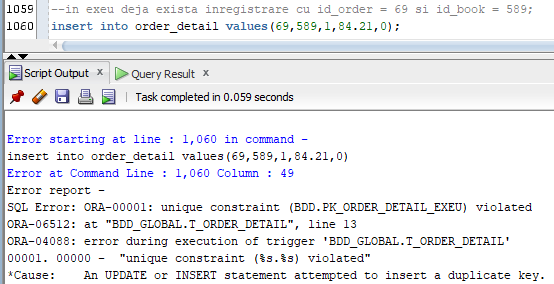 1059 --in exeu deja exista inregistrare cu id_order = 69 si id_book = 589;
1060 insert into order_detail values(69,589,1,84.21,0);
Script Output x Query Result x
Task completed in 0.059 seconds
Error starting at line : 1,060 in command -
insert into order_detail values(69,589,1,84.21,0)
Error at Command Line : 1,060 Column : 49
Error report -
SQL Error: ORA-00001: unique constraint (BDD.PK_ORDER_DETAIL_EXEU) violated
ORA-06512: at "BDD_GLOBAL.T_ORDER_DETAIL", line 13
ORA-04088: error during execution of trigger 'BDD_GLOBAL.T_ORDER_DETAIL'
00001. 00000 - "unique constraint (%s.%s) violated"
*Cause: An UPDATE or INSERT statement attempted to insert a duplicate key.